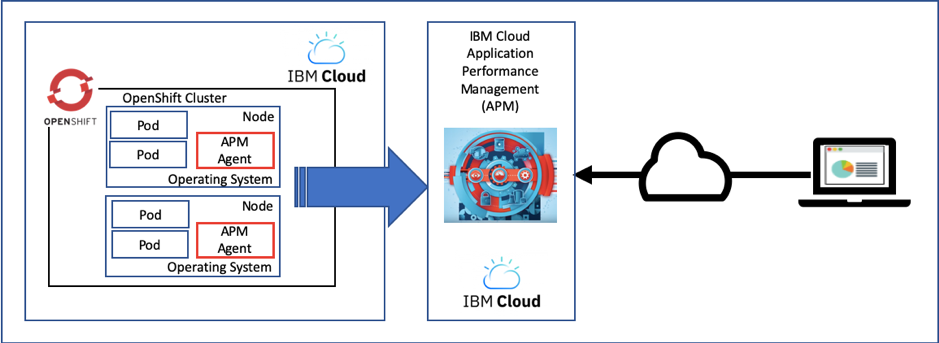 IBM Cloud
OPENSHIFT
OpenShift Cluster
Node
Pod
Pod
APM
Agent
Operating System
Node
Pod
Pod
APM
Agent
Operating System
IBM Cloud
Application
Performance
Management
(APM)
IBM Cloud